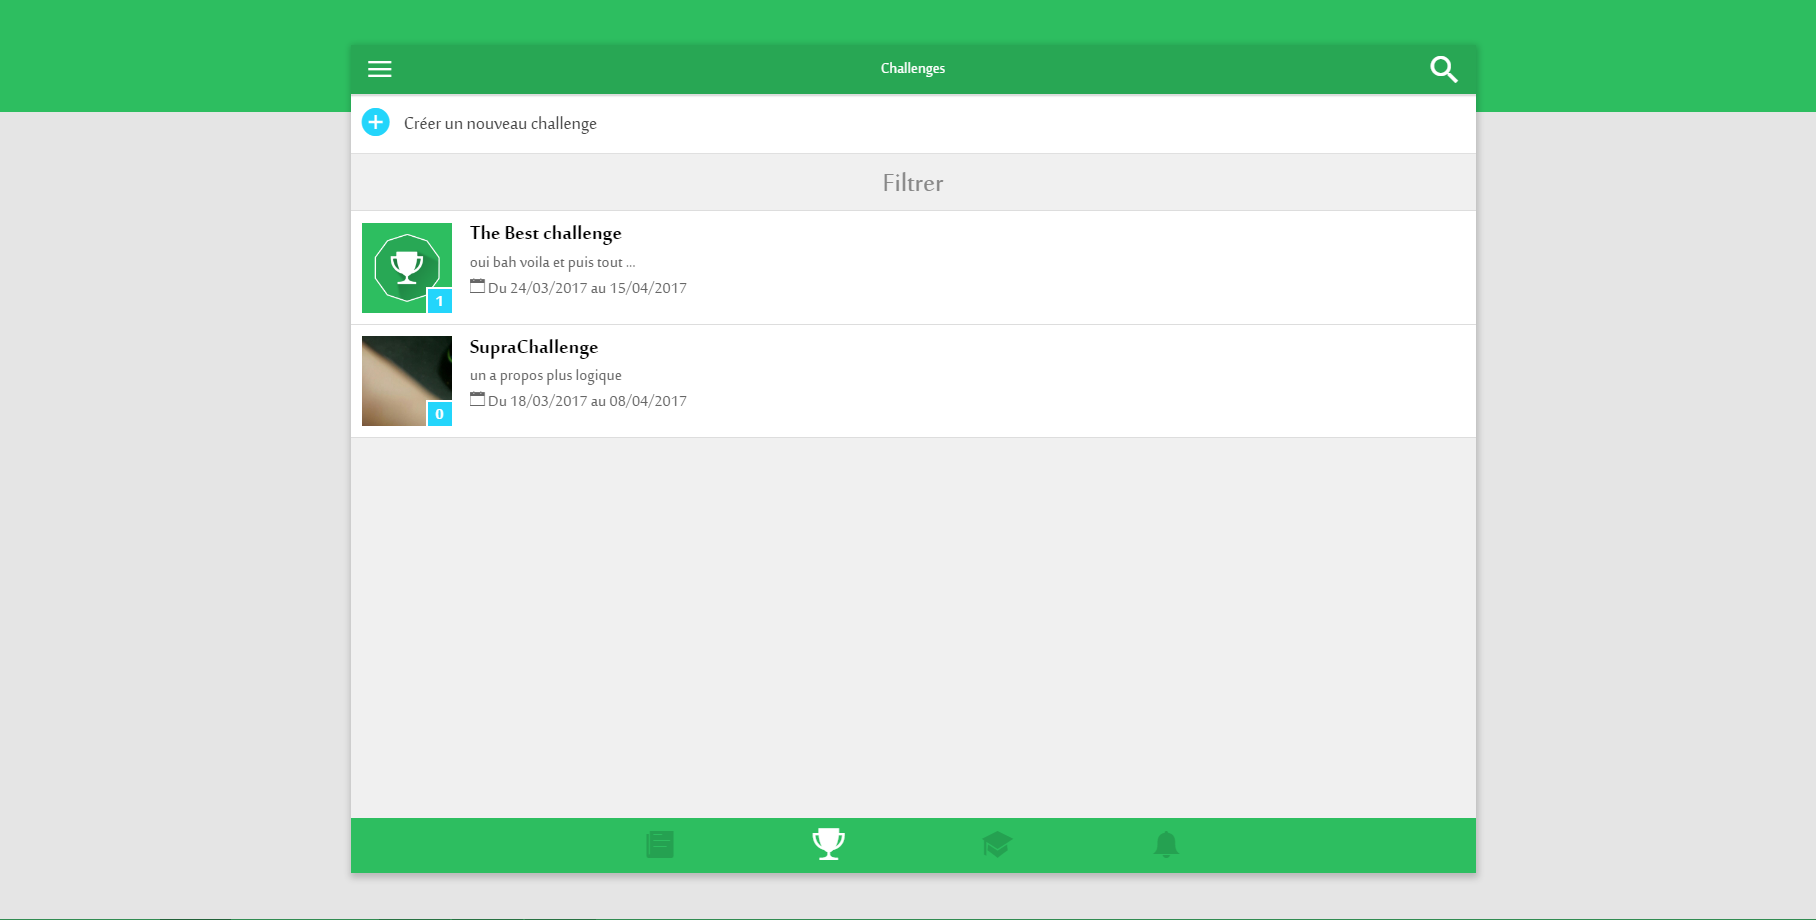 Challenges
Créer un nouveau challenge
Filtrer
The Best challenge
oui bah voila et puis tout ...
1
Du 24/03/2017 au 15/04/2017
SupraChallenge
un a propos plus logique
Du 18/03/2017 au 08/04/2017
0